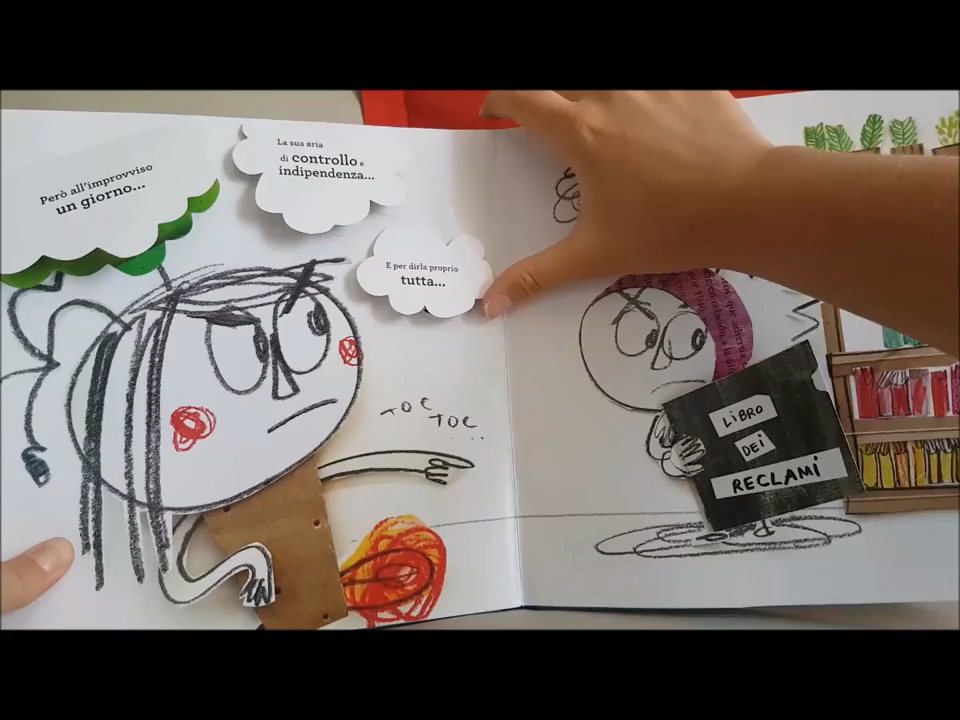 Però all'improvviso
un giorno...
La sua aria
di controllo e
indipendenza...
E per dirla proprio
tutta...
TOC
TOC
...
LIBRO
DEI
RECLAMI